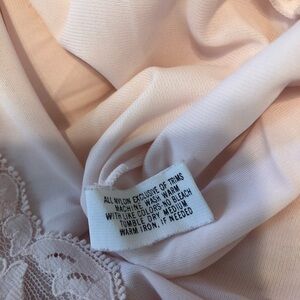 ALL NYLON EXCLUSIVE OF TRIMS
MACHINE WASH WARM
WITH LIKE COLORS NO BLEACH
TUMBLE DRY MEDIUM
WARM IRON, IF NEEDED